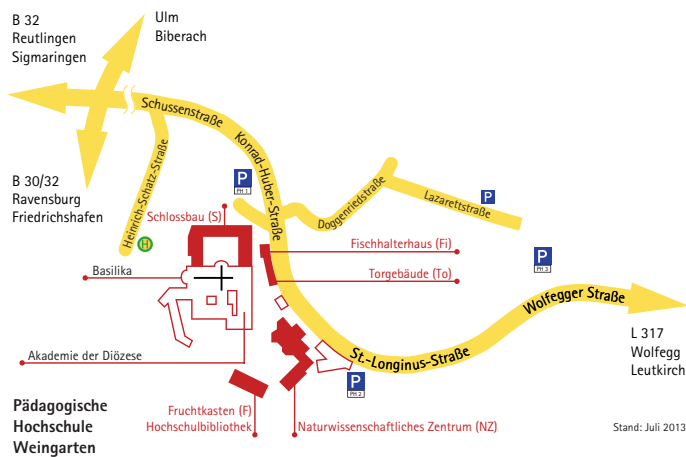 B 32
Reutlingen
Sigmaringen
Ulm
Biberach
Schussenstraße
Konrad-Huber-Straße
Heinrich-Schatz-Straße
B 30/32
Ravensburg
Friedrichshafen
P
PH 1
Doggenriedstraße
Lazarettstraße
P
Schlossbau (S)
H
Fischhalterhaus (Fi)
Basilika
Torgebäude (To)
P
PH 3
Wolfegger Straße
L 317
Wolfegg
Leutkirch
St.-Longinus-Straße
Akademie der Diözese
P
PH 2
Pädagogische
Hochschule
Weingarten
Fruchtkasten (F)
Hochschulbibliothek
Naturwissenschaftliches Zentrum (NZ)
Stand: Juli 2013